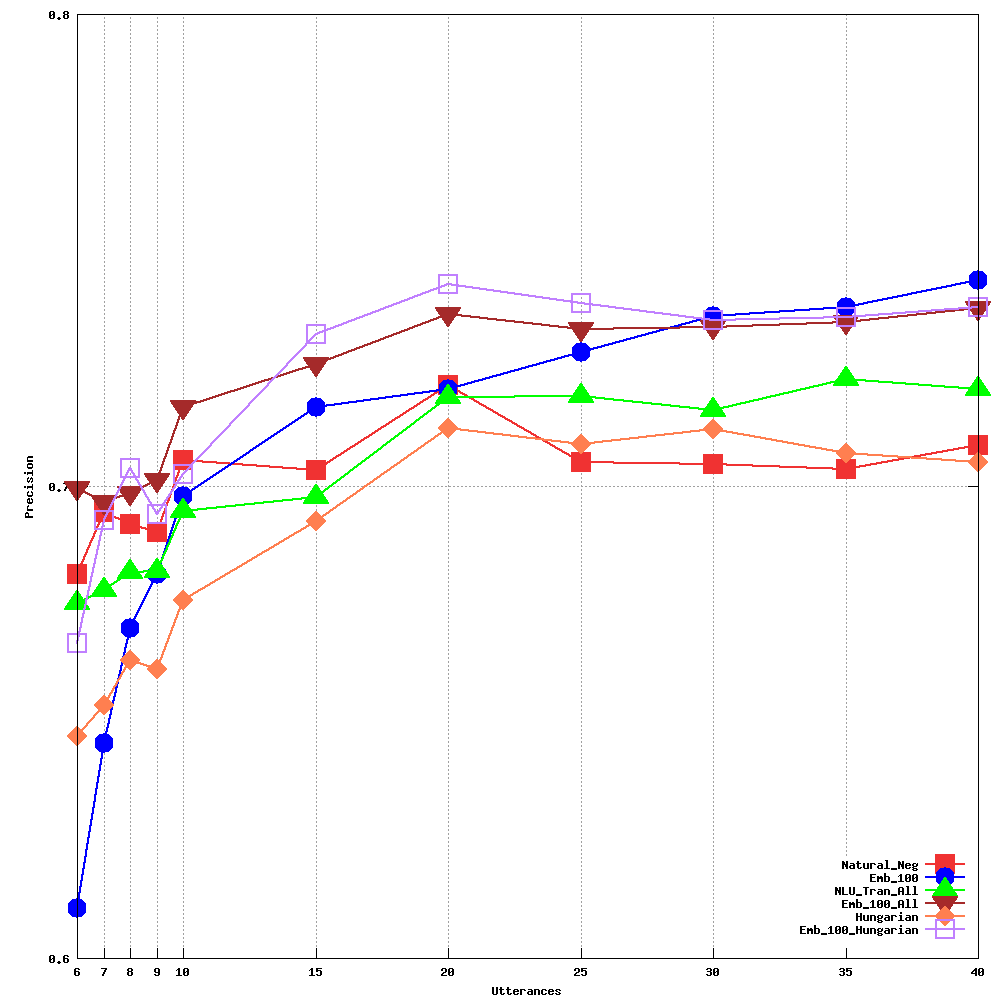 0.8
Precision
0.7
0.6
Natural_Neg
Emb_100
NLU_Tran_All
Emb_100_All
Hungarian
Emb_100_Hungarian
6 7 8 9 10 15 20 25 30 35 40
Utterances